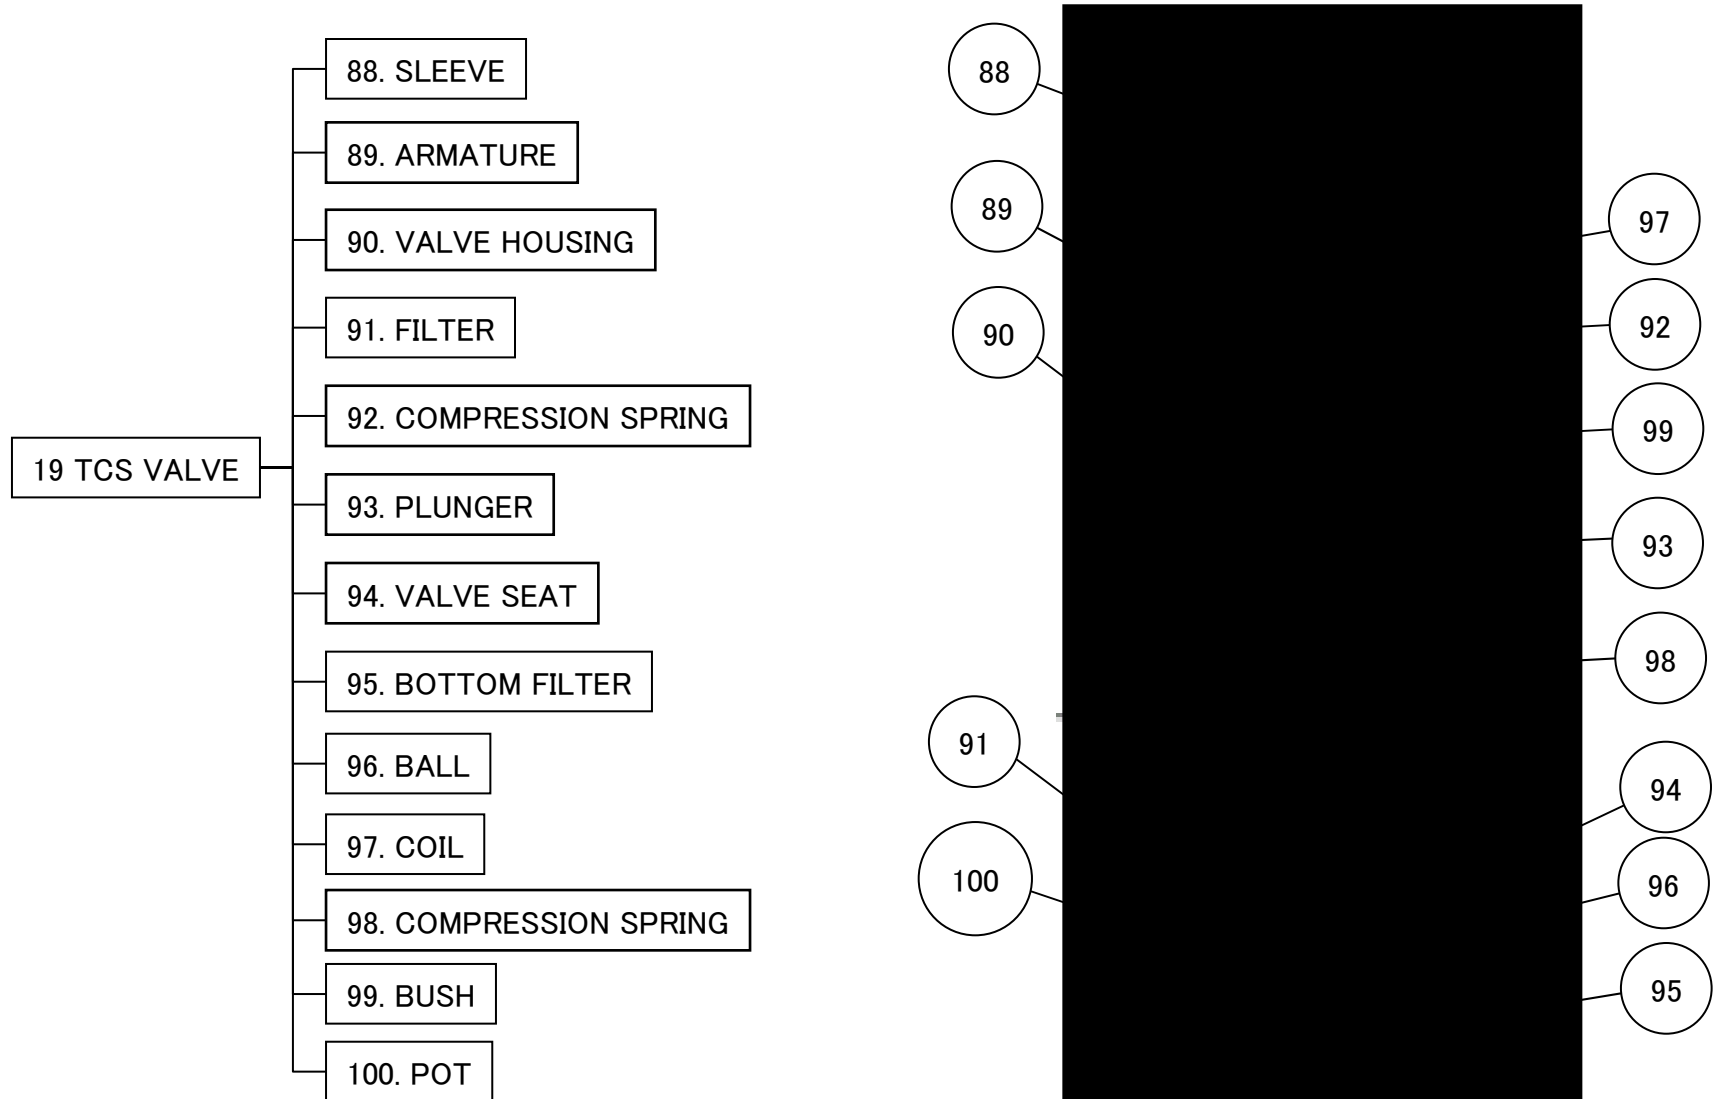 88. SLEEVE
89. ARMATURE
90. VALVE HOUSING
91. FILTER
92. COMPRESSION SPRING
19 TCS VALVE
93. PLUNGER
94. VALVE SEAT
95. BOTTOM FILTER
96. BALL
97. COIL
98. COMPRESSION SPRING
99. BUSH
100. POT
88
89
90
91
100
97
92
99
93
98
94
96
95